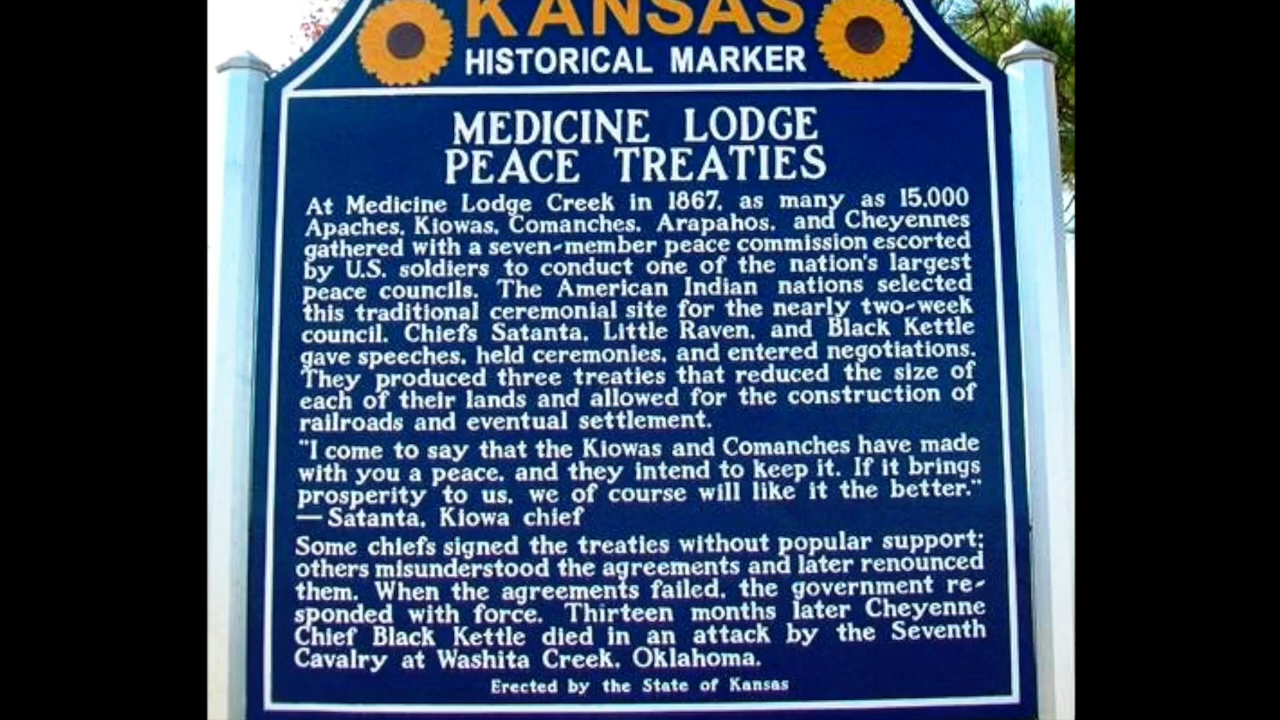 KANSAS
HISTORICAL MARKER
MEDICINE LODGE
PEACE TREATIES
At Medicine Lodge Creek in 1867, as many as 15,000
Apaches, Kiowas, Comanches, Arapahos, and Cheyennes
gathered with a seven-member peace commission escorted
by U.S. soldiers to conduct one of the nation's largest
peace councils. The American Indian nations selected
this traditional ceremonial site for the nearly two-week
council. Chiefs Satanta, Little Raven, and Black Kettle
gave speeches, held ceremonies, and entered negotiations.
They produced three treaties that reduced the size of
each of their lands and allowed for the construction of
railroads and eventual settlement.
"I come to say that the Kiowas and Comanches have made
with you a peace, and they intend to keep it. If it brings
prosperity to us, we of course will like it the better."
— Satanta, Kiowa chief
Some chiefs signed the treaties without popular support;
others misunderstood the agreements and later renounced
them. When the agreements failed, the government re-
sponded with force. Thirteen months later Cheyenne
Chief Black Kettle died in an attack by the Seventh
Cavalry at Washita Creek, Oklahoma.
Erected by the State of Kansas